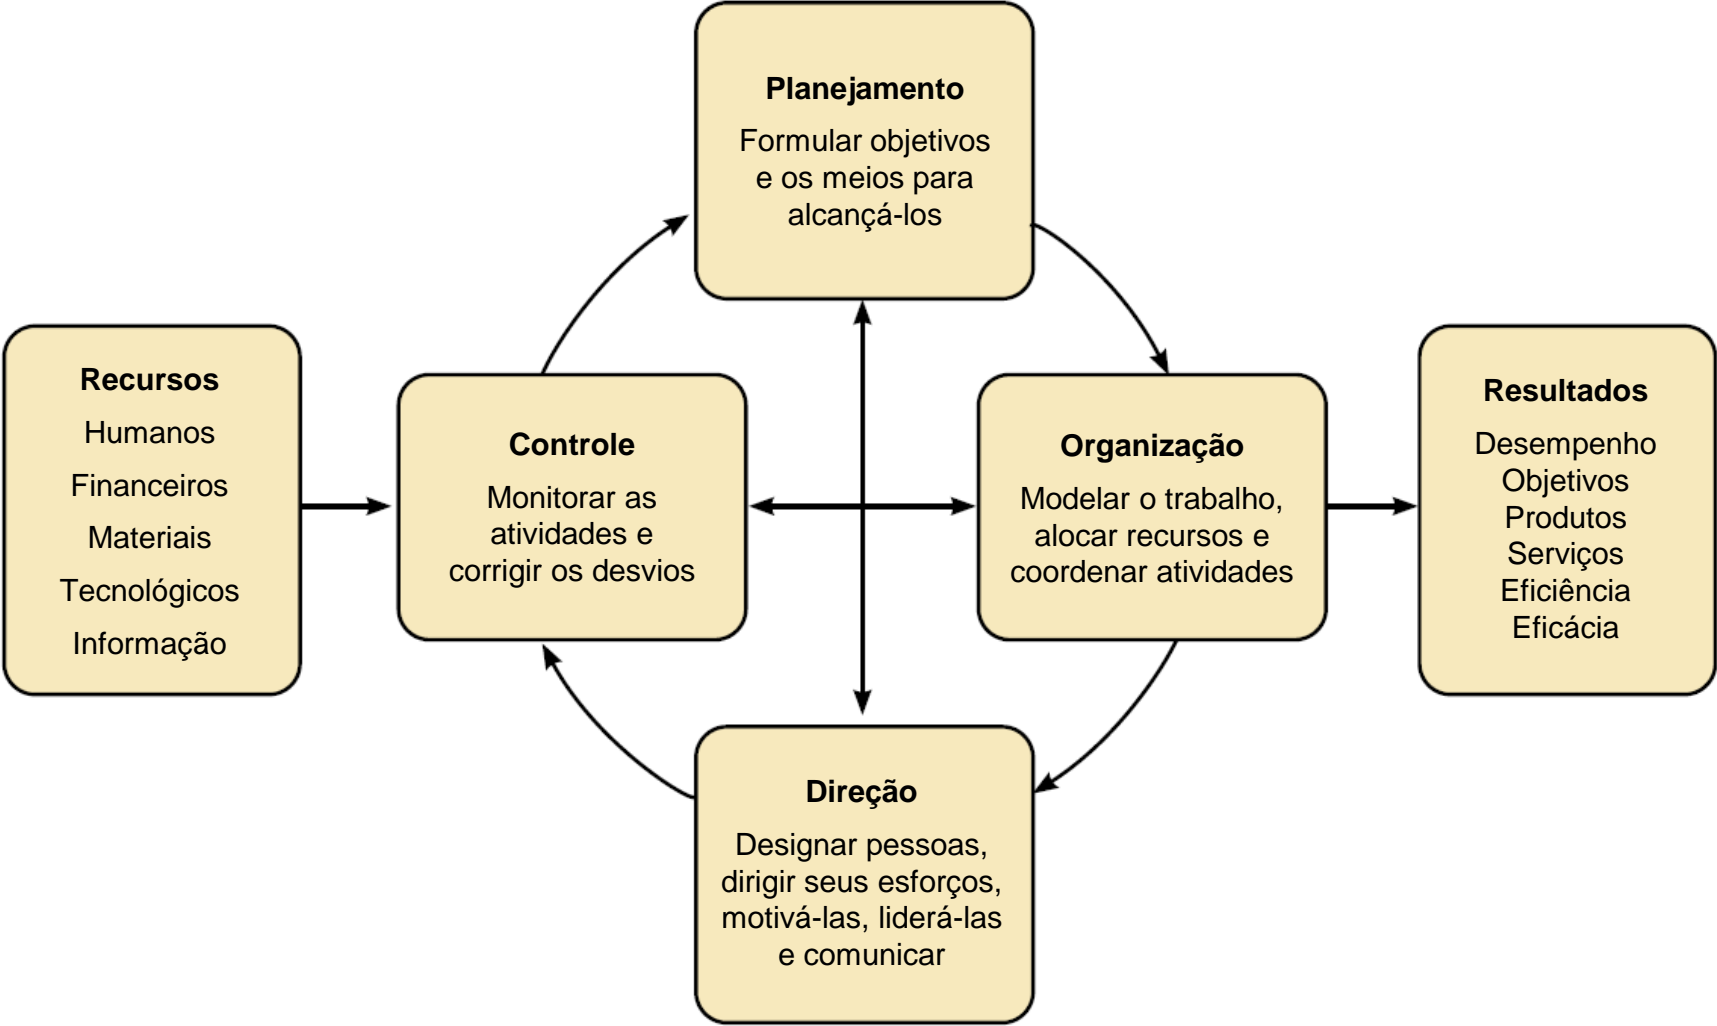 Planejamento
Formular objetivos
e os meios para
alcançá-los
Recursos
Humanos
Financeiros
Materiais
Tecnológicos
Informação
Controle
Monitorar as
atividades e
corrigir os desvios
Organização
Modelar o trabalho,
alocar recursos e
coordenar atividades
Resultados
Desempenho
Objetivos
Produtos
Serviços
Eficiência
Eficácia
Direção
Designar pessoas,
dirigir seus esforços,
motivá-las, liderá-las
e comunicar